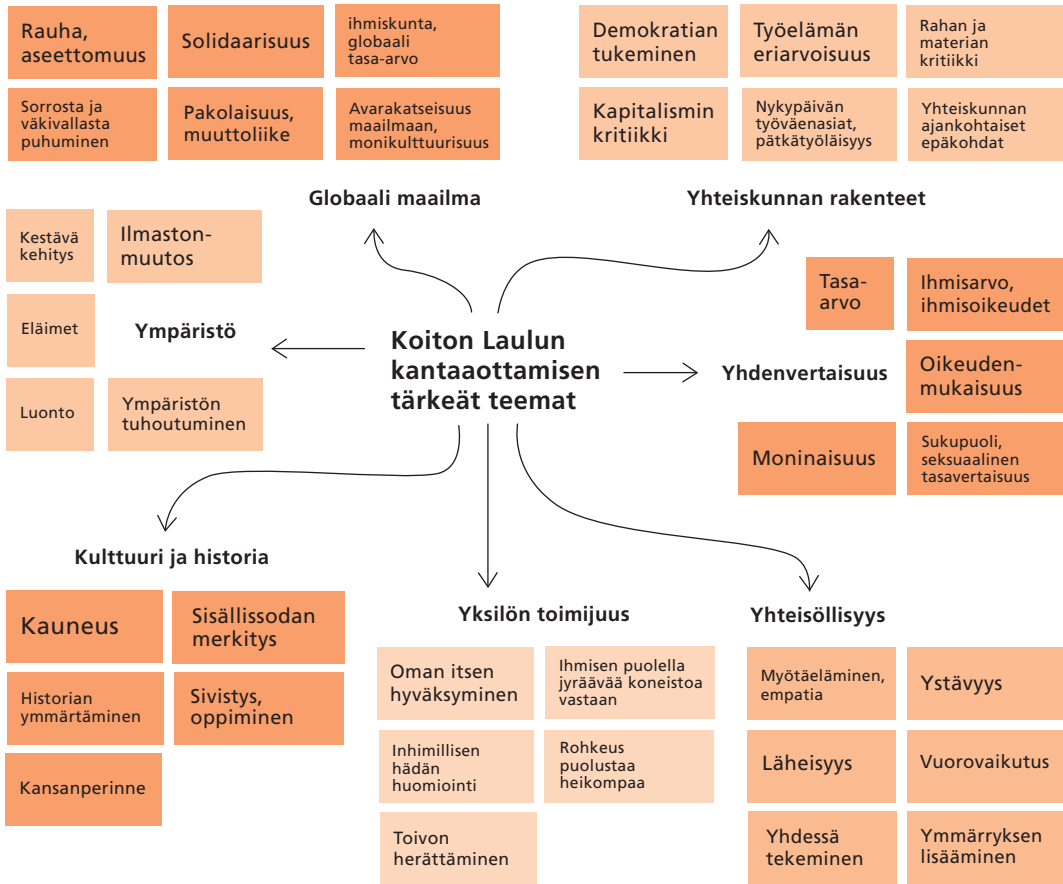 Rauha,
aseettomuus
Solidaarisuus
ihmiskunta,
globaali
tasa-arvo
Sorrosta ja
väkivallasta
puhuminen
Pakolaisuus,
muuttoliike
Avarakatseisuus
maailmaan,
monikulttuurisuus
Globaali maailma
Demokratian
tukeminen
Työelämän
eriarvoisuus
Rahan ja
materian
kritiikki
Kapitalismin
kritiikki
Nykypäivän
työväenasiat,
pätkätyöläisyys
Yhteiskunnan
ajankohtaiset
epäkohdat
Yhteiskunnan rakenteet
Kestävä
kehitys
Ilmaston-
muutos
Eläimet
Ympäristö
Luonto
Ympäristön
tuhoutuminen
Koiton Laulun
kantaaottamisen
tärkeät teemat
Tasa-
arvo
Ihmisarvo,
ihmisoikeudet
Yhdenvertaisuus
Oikeuden-
mukaisuus
Moninaisuus
Sukupuoli,
seksuaalinen
tasavertaisuus
Kulttuuri ja historia
Kauneus
Sisällissodan
merkitys
Historian
ymmärtäminen
Sivistys,
oppiminen
Kansanperinne
Yksilön toimijuus
Oman itsen
hyväksyminen
Ihmisen puolella
jyräävää koneistoa
vastaan
Inhimillisen
hädän
huomiointi
Rohkeus
puolustaa
heikompaa
Toivon
herättäminen
Yhteisöllisyys
Myötäeläminen,
empatia
Ystävyys
Läheisyys
Vuorovaikutus
Yhdessä
tekeminen
Ymmärryksen
lisääminen